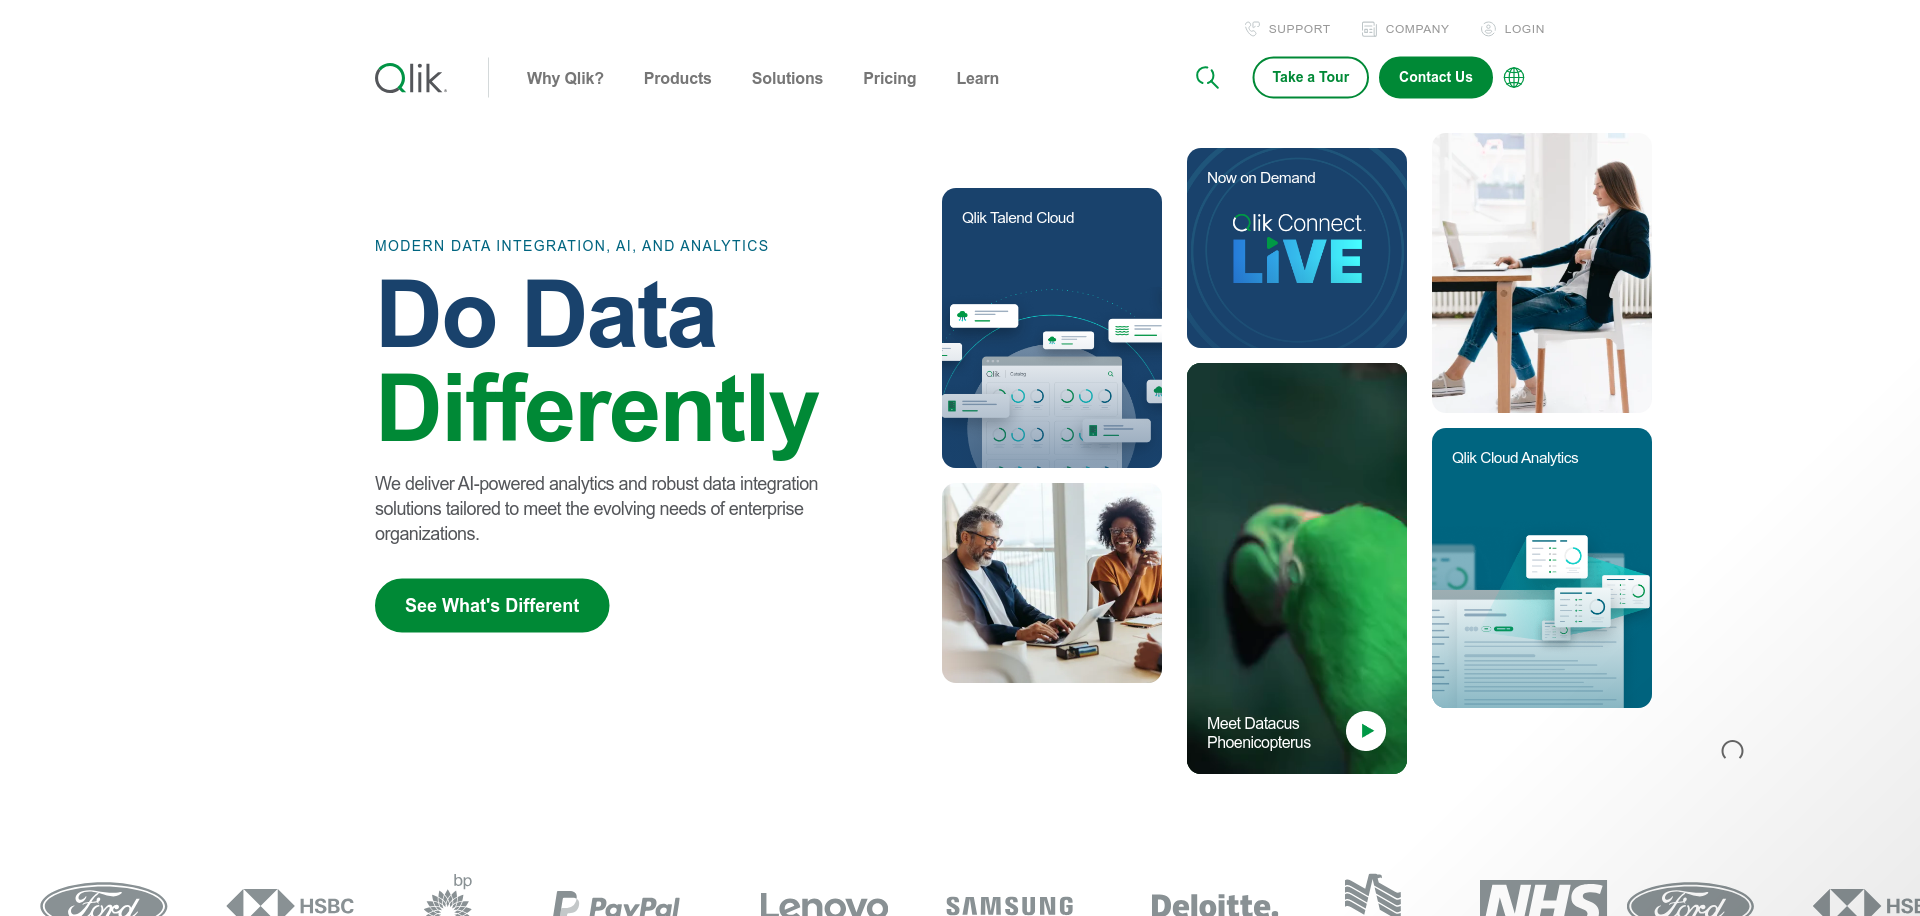 SUPPORT
COMPANY
LOGIN
Qlik
Why Qlik?
Products
Solutions
Pricing
Learn
Take a Tour
Contact Us
MODERN DATA INTEGRATION, AI, AND ANALYTICS
Do Data
Differently
We deliver AI-powered analytics and robust data integration
solutions tailored to meet the evolving needs of enterprise
organizations.
See What's Different
Qlik Talend Cloud
Qlik
Catalog
Now on Demand
Qlik Connect
LiVE
Meet Datacus
Phoenicopterus
Qlik Cloud Analytics
Ford
HSBC
bp
PayPal
Lenovo
SAMSUNG
Deloitte.
NHS
Ford